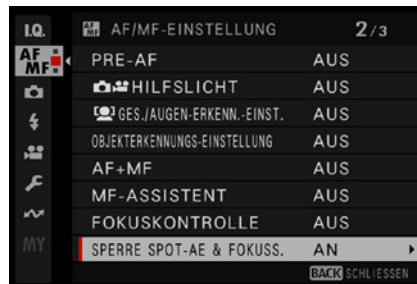 I.Q.
AF/MF-EINSTELLUNG 2/3
AF
MF
PRE-AF AUS
HILFSLICHT AUS
GES./AUGEN-ERKENN.-EINST. AUS
OBJEKTERKENNUNGS-EINSTELLUNG AUS
AF+MF AUS
MF-ASSISTENT AUS
FOKUSKONTROLLE AUS
MY
SPERRE SPOT-AE & FOKUSS. AN
BACK SCHLIESSEN